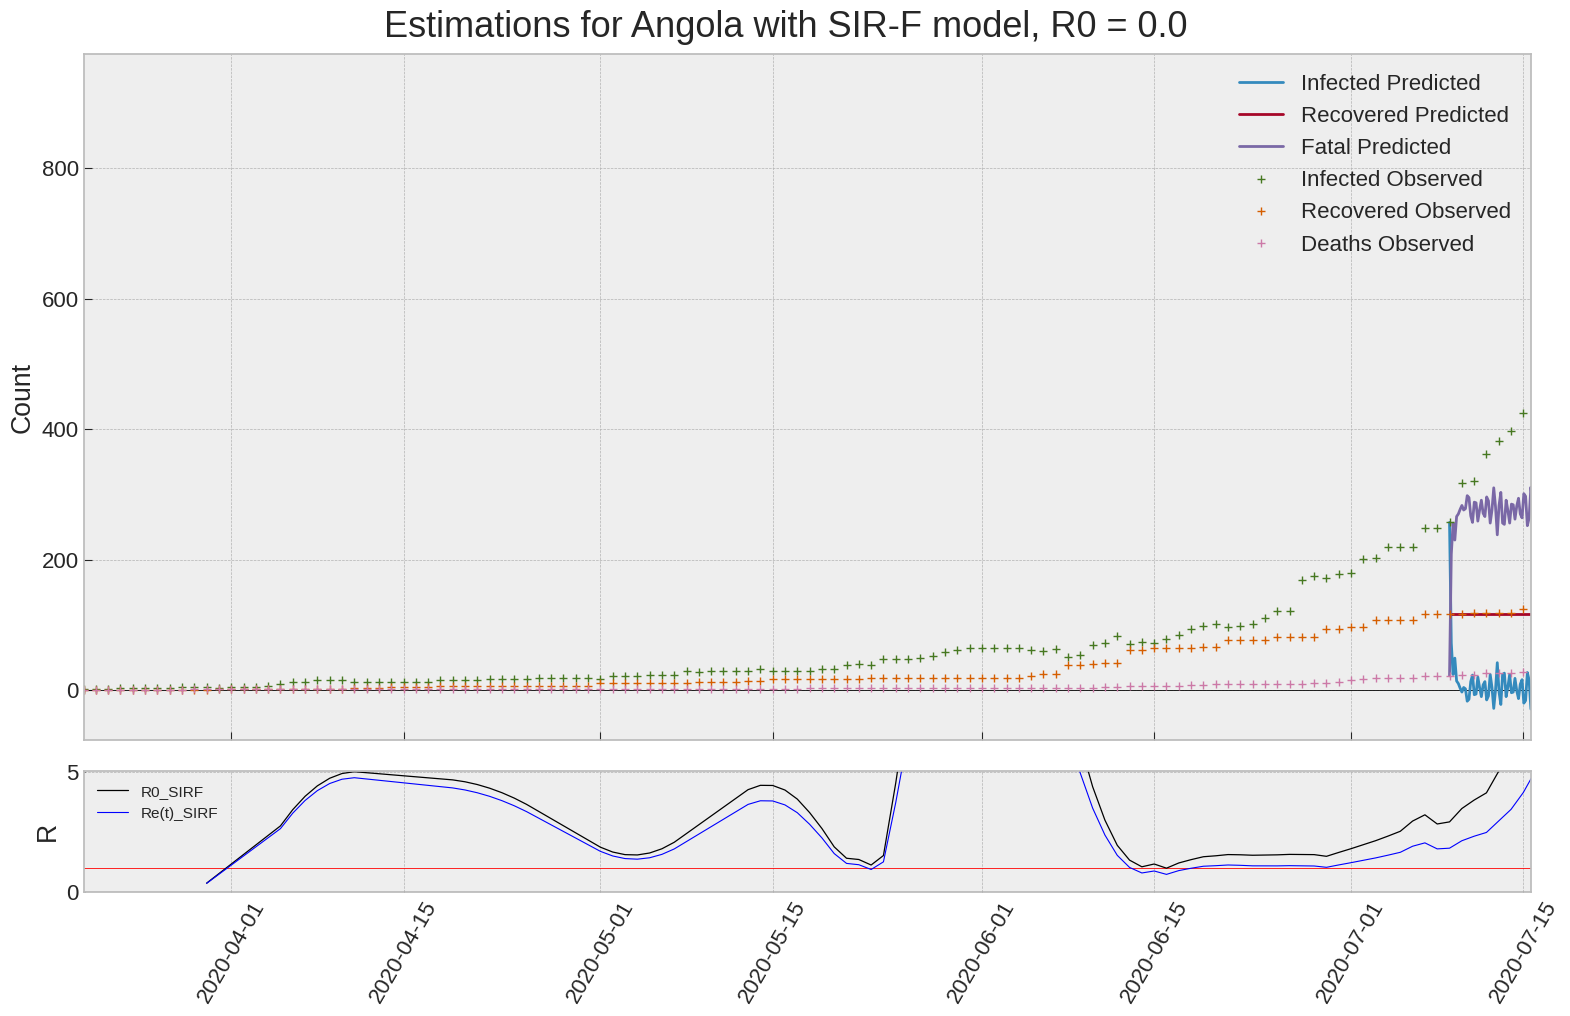 Estimations for Angola with SIR-F model, R0 = 0.0
Infected Predicted
Recovered Predicted
Fatal Predicted
Infected Observed
Recovered Observed
Deaths Observed
Count
800
600
400
200
0
R
5
0
R0_SIRF
Re(t)_SIRF
2020-04-01
2020-04-15
2020-05-01
2020-05-15
2020-06-01
2020-06-15
2020-07-01
2020-07-15